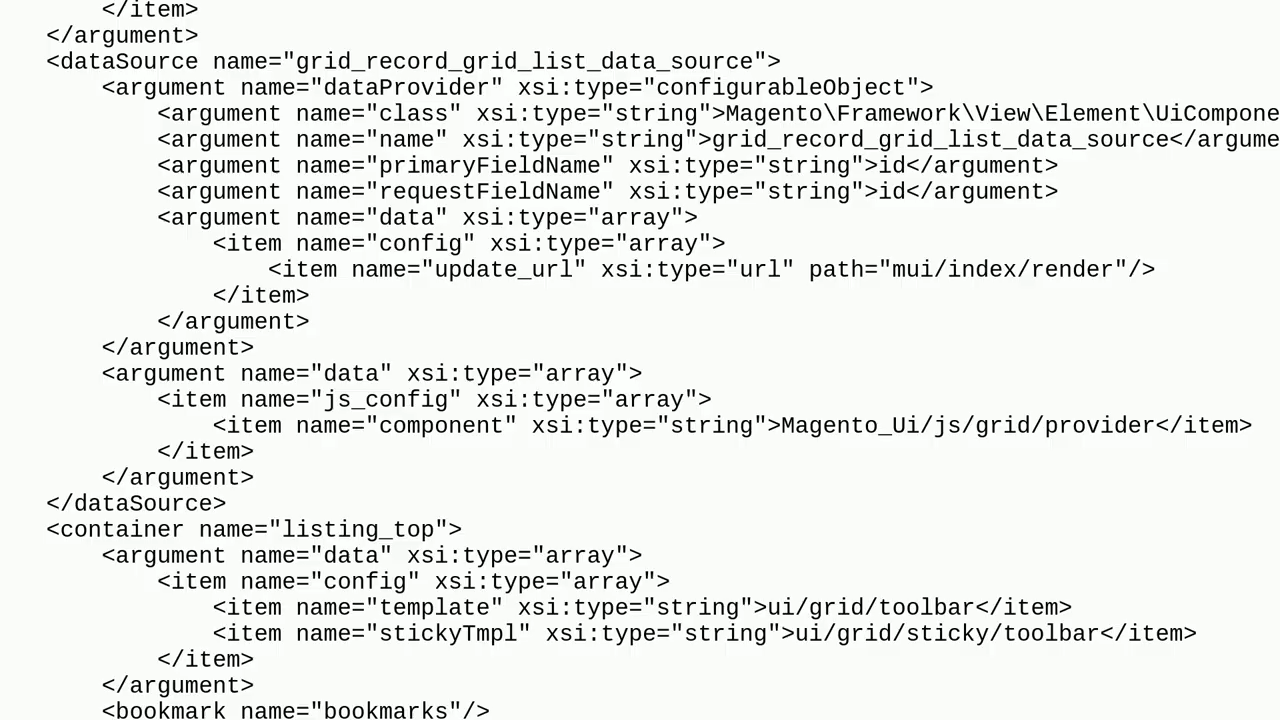 </item>
</argument>
<dataSource name="grid_record_grid_list_data_source">
<argument name="dataProvider" xsi:type="configurableObject">
<argument name="class" xsi:type="string">Magento\Framework\View\Element\UiCompone
<argument name="name" xsi:type="string">grid_record_grid_list_data_source</argume
<argument name="primaryFieldName" xsi:type="string">id</argument>
<argument name="requestFieldName" xsi:type="string">id</argument>
<argument name="data" xsi:type="array">
<item name="config" xsi:type="array">
<item name="update_url" xsi:type="url" path="mui/index/render"/>
</item>
</argument>
</argument>
<argument name="data" xsi:type="array">
<item name="js_config" xsi:type="array">
<item name="component" xsi:type="string">Magento_Ui/js/grid/provider</item>
</item>
</argument>
</dataSource>
<container name="listing_top">
<argument name="data" xsi:type="array">
<item name="config" xsi:type="array">
<item name="template" xsi:type="string">ui/grid/toolbar</item>
<item name="stickyTmpl" xsi:type="string">ui/grid/sticky/toolbar</item>
</item>
</argument>
<bookmark name="bookmarks"/>